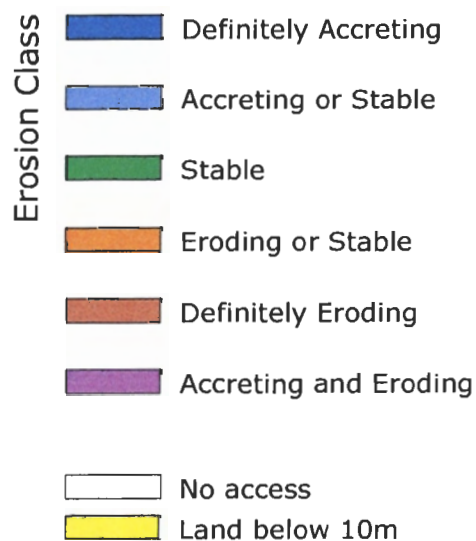 Erosion Class
Definitely Accreting
Accreting or Stable
Stable
Eroding or Stable
Definitely Eroding
Accreting and Eroding
No access
Land below 10m